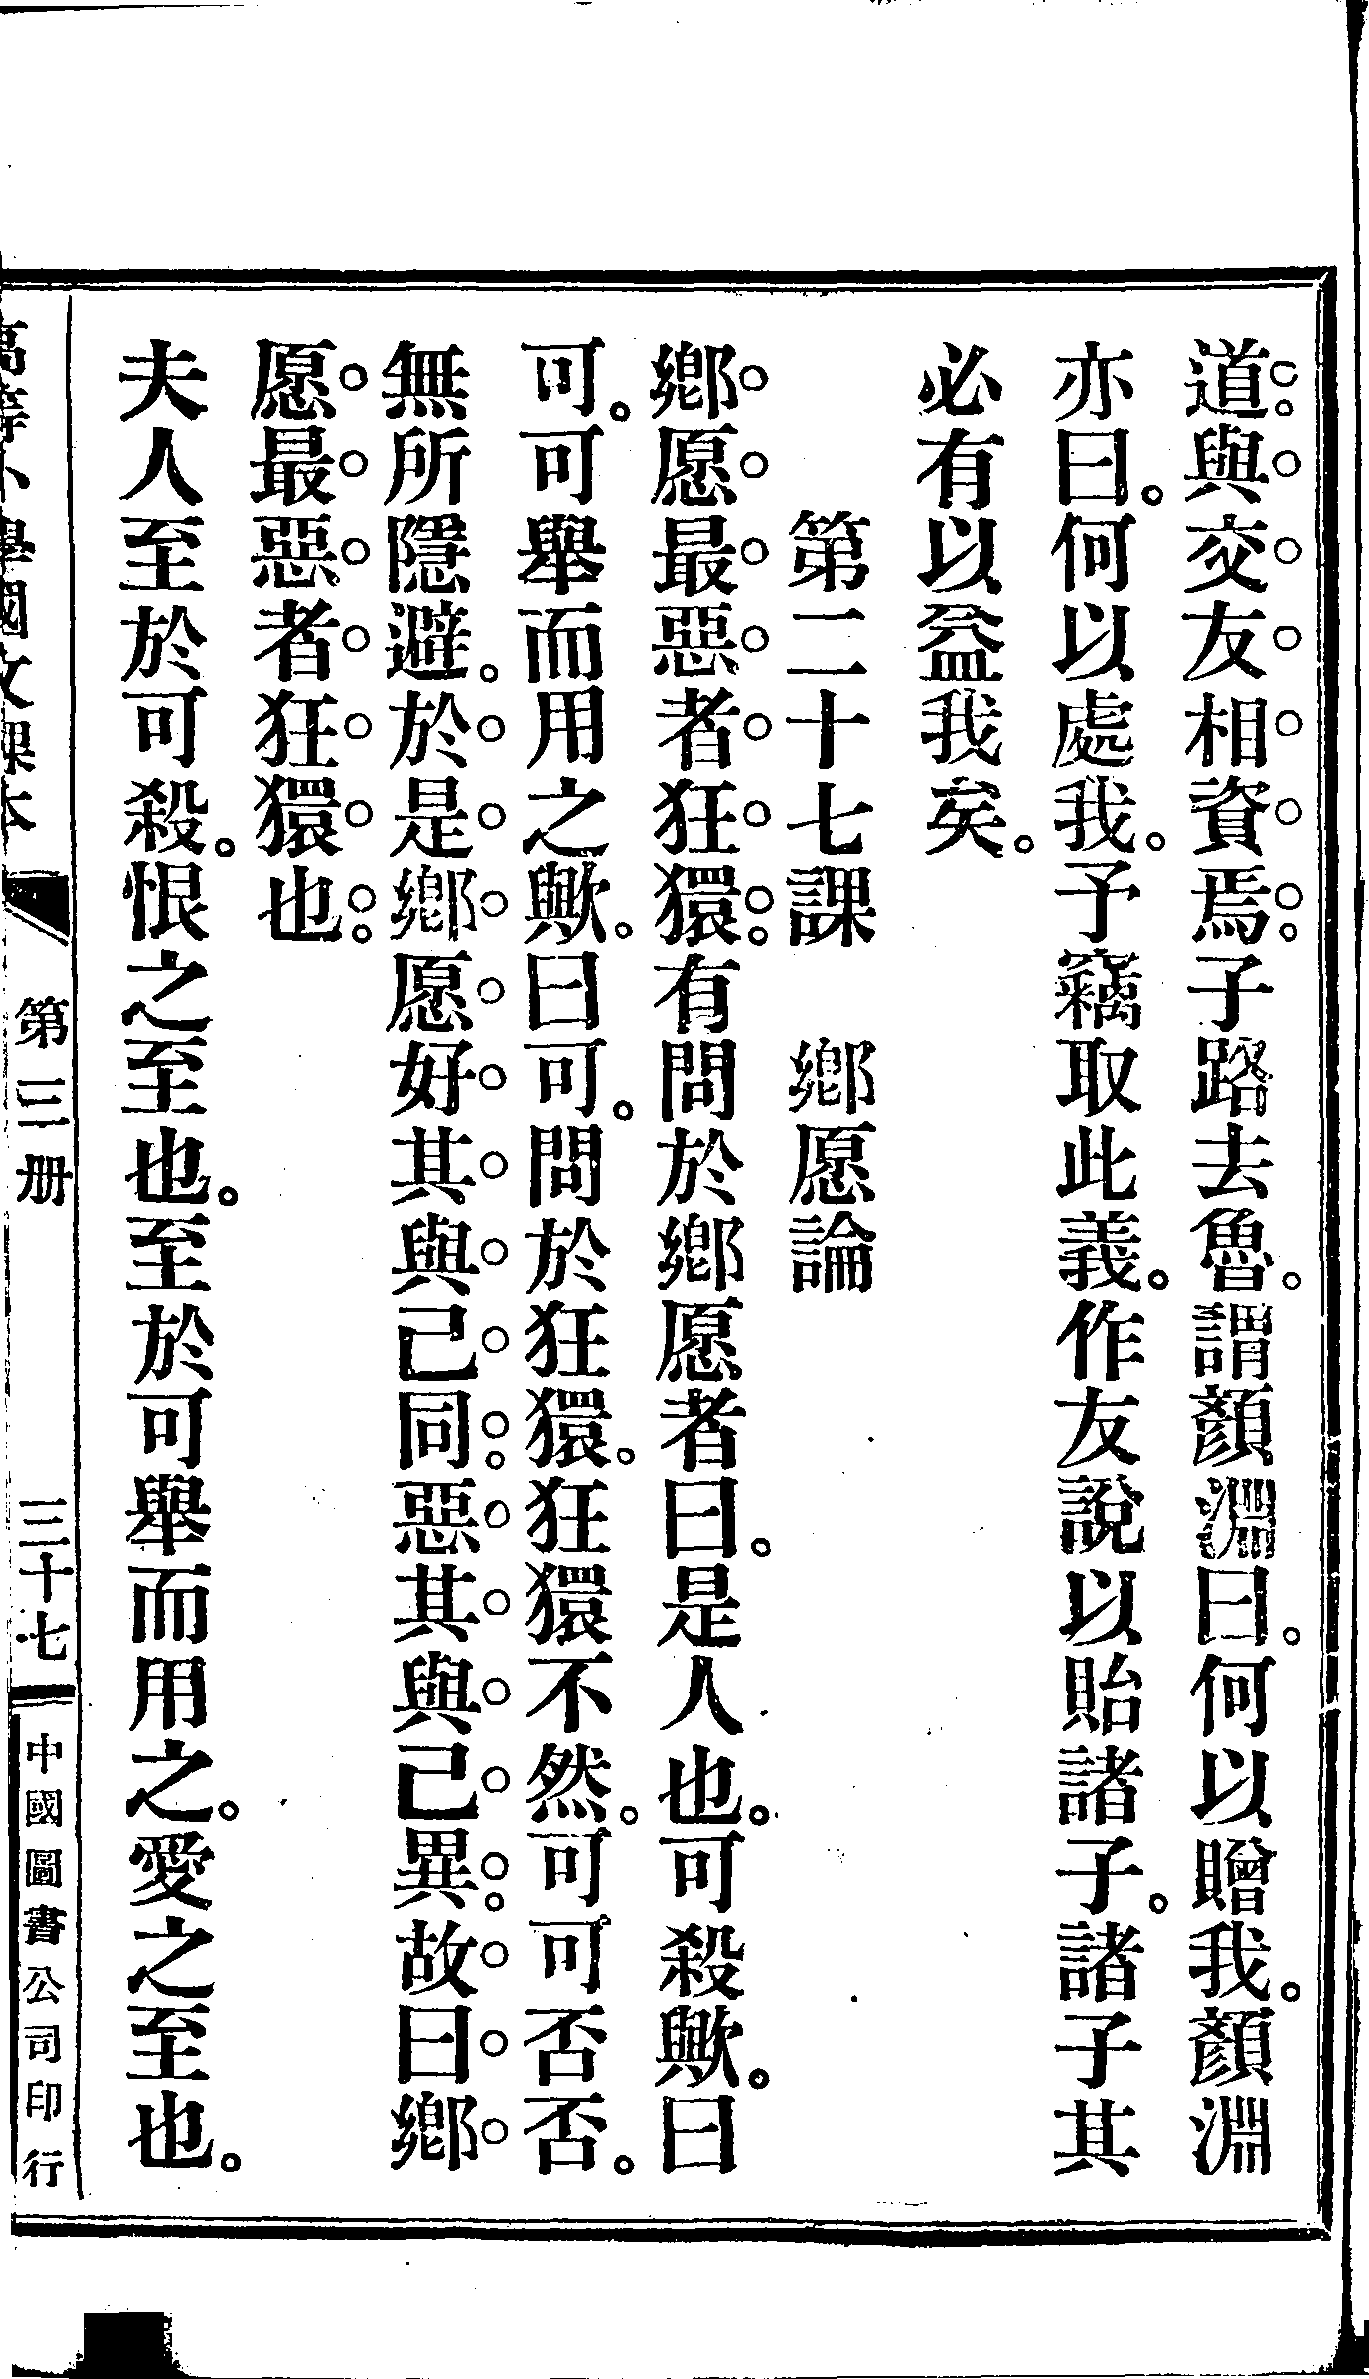 道。與交友相資焉。子路去魯。謂顏淵曰。何以贈我。顏淵
亦曰。何以處我。予竊取此義。作友說以貽諸子。諸子其
必有以益我矣。
第二十七課　鄉愿論
鄉愿最惡者狂獧。有問於鄉愿者曰。是人也。可殺歟。曰
可。可舉而用之歟。曰可。問於狂獧。狂獧不然。可可否否。
無所隱避。於是鄉愿好其與己同。惡其與己異。故曰鄉
愿最惡者狂獧也。
夫人至於可殺。恨之至也。至於可舉而用之。愛之至也。
高等小學國文課本　第三册　三十七　中國圖書公司印行